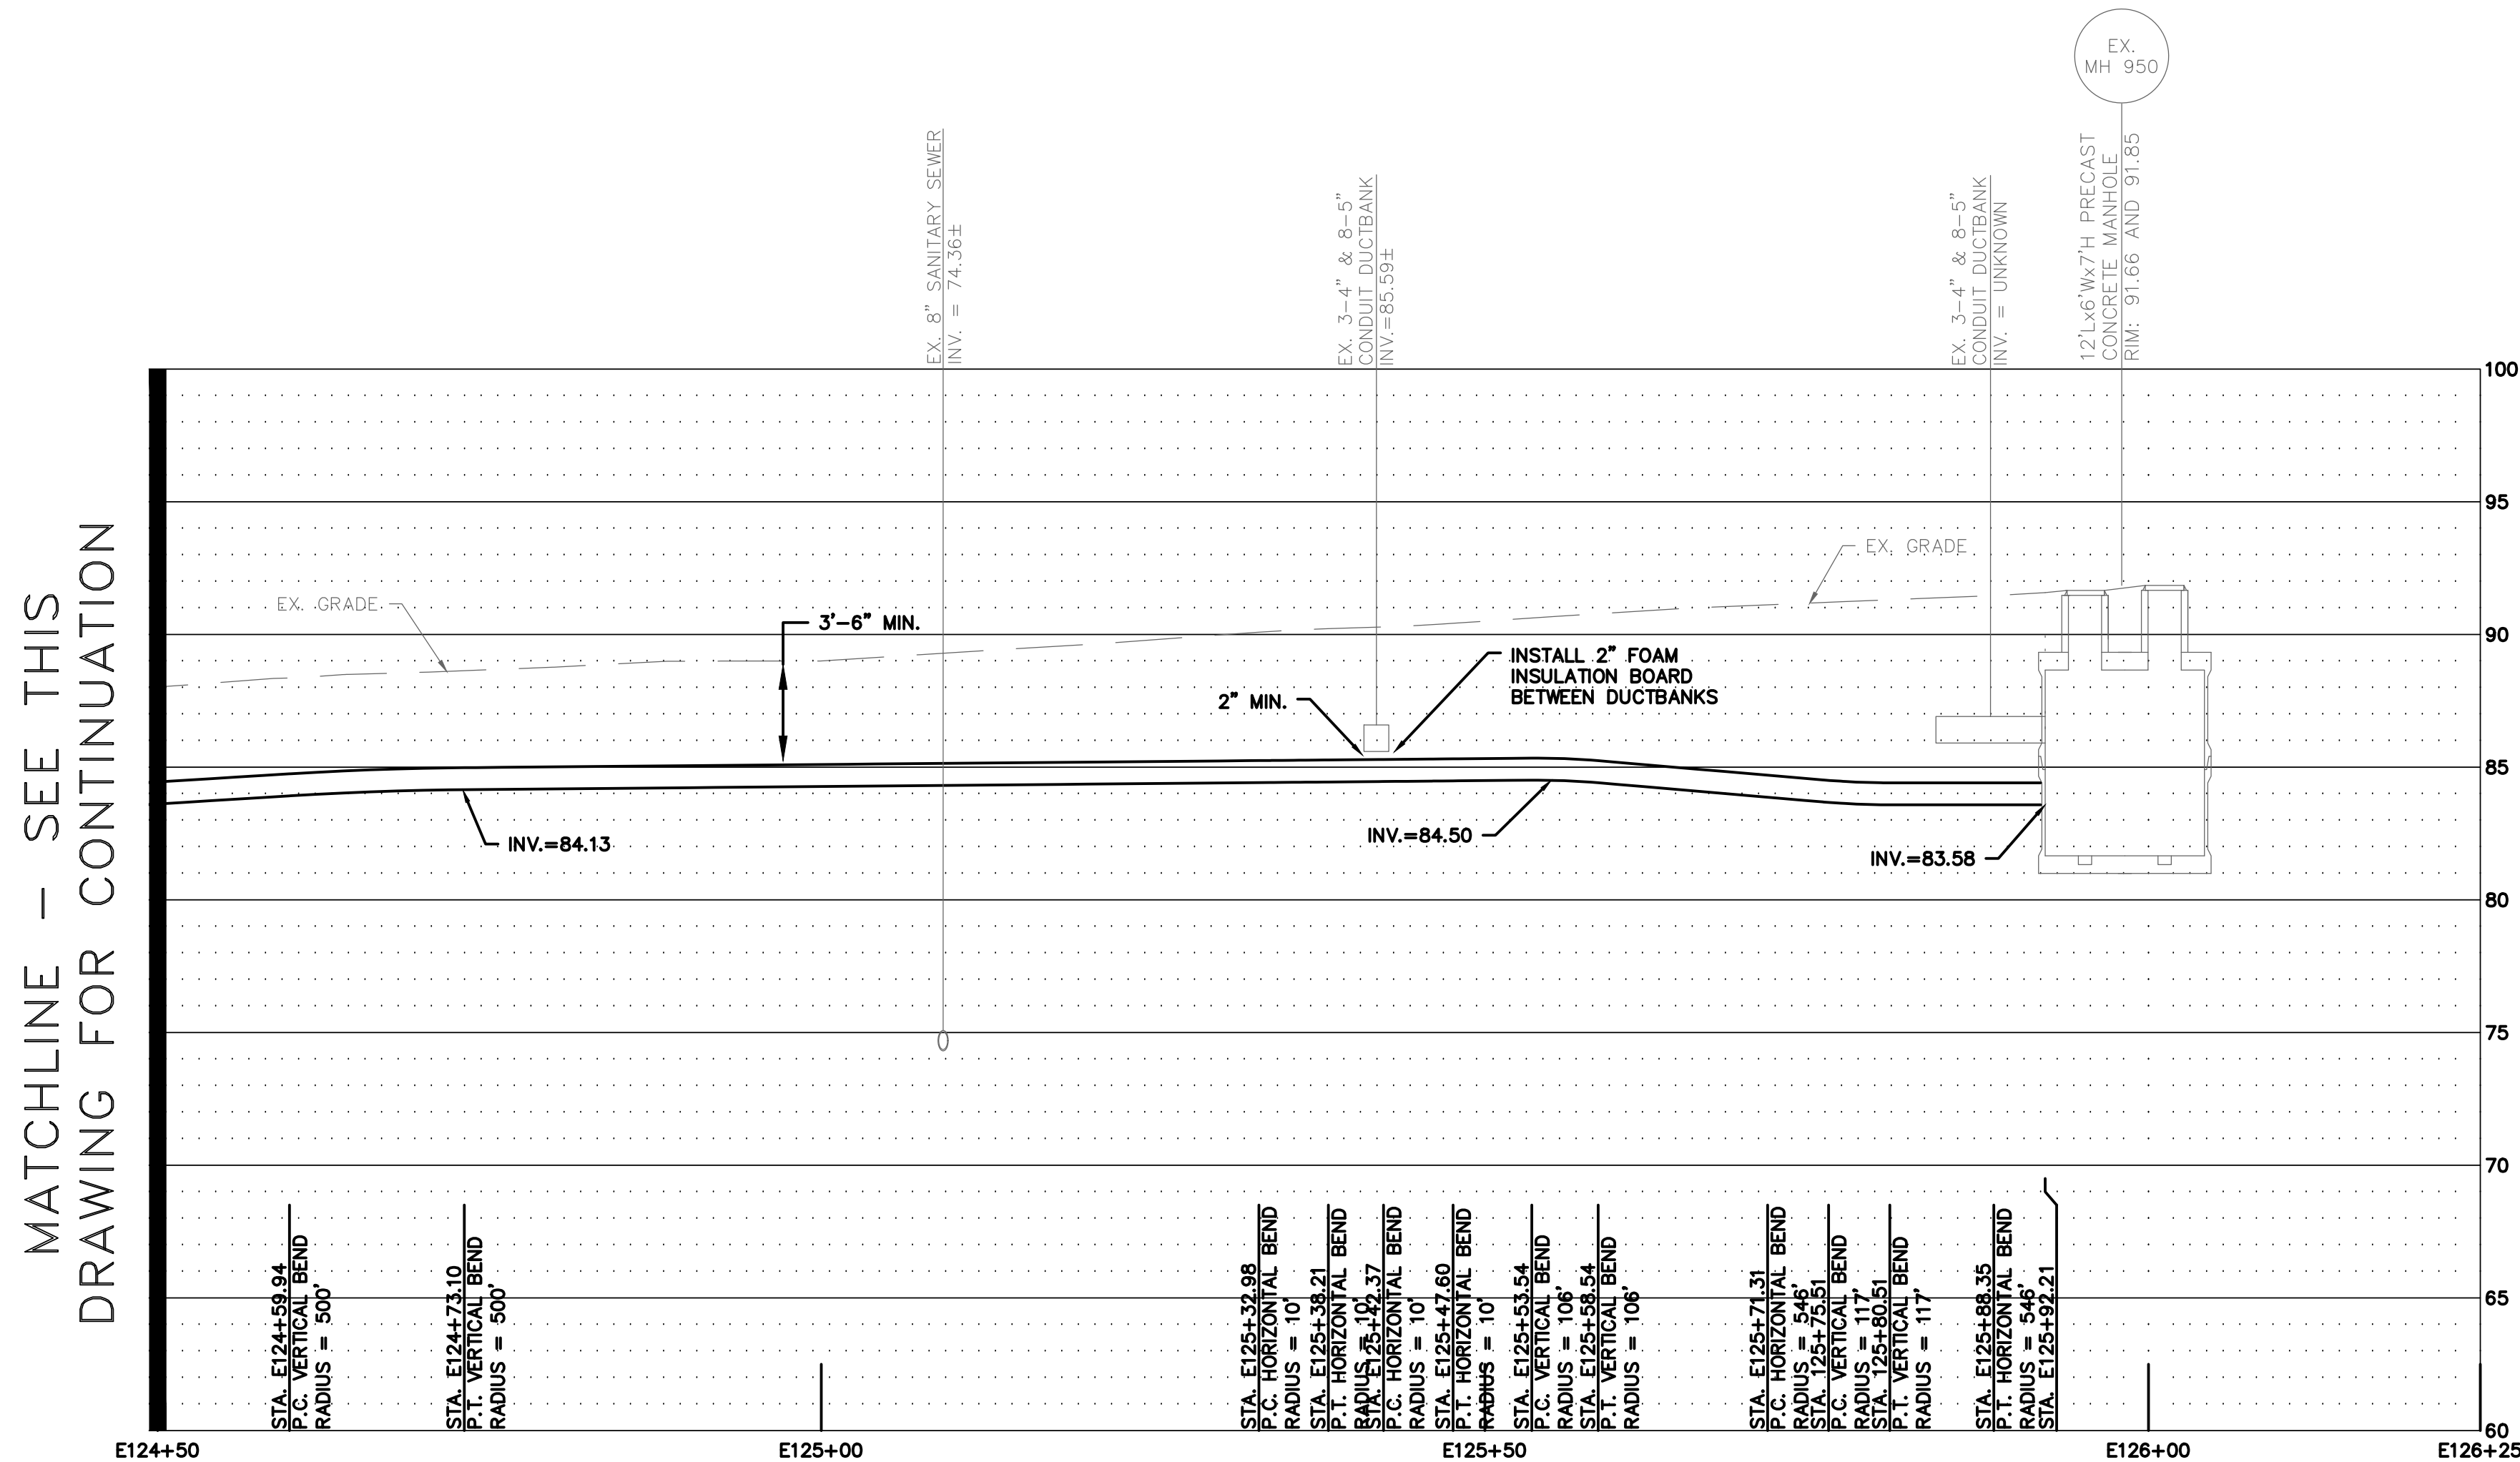 MATCHLINE - SEE THIS
DRAWING FOR CONTINUATION
EX.
MH 950
EX. 8" SANITARY SEWER
INV. = 74.36±
EX. 3-4" & 8-5"
CONDUIT DUCTBANK
INV.=85.59±
EX. 3-4" & 8-5"
CONDUIT DUCTBANK
INV. = UNKNOWN
12'Lx6'Wx7'H PRECAST
CONCRETE MANHOLE
RIM: 91.66 AND 91.85
100
95
90
85
80
75
70
65
60
EX. GRADE
EX. GRADE
3'-6" MIN.
2" MIN.
INSTALL 2" FOAM
INSULATION BOARD
BETWEEN DUCTBANKS
INV.=84.13
INV.=84.50
INV.=83.58
STA. E124+59.94
P.C. VERTICAL BEND
RADIUS = 500'
STA. E124+73.10
P.T. VERTICAL BEND
RADIUS = 500'
STA. E125+32.98
P.C. HORIZONTAL BEND
RADIUS = 10'
STA. E125+38.21
P.T. HORIZONTAL BEND
RADIUS = 10'
STA. E125+42.37
P.C. HORIZONTAL BEND
RADIUS = 10'
STA. E125+47.60
P.T. HORIZONTAL BEND
RADIUS = 10'
STA. E125+53.54
P.C. VERTICAL BEND
RADIUS = 106'
STA. E125+58.54
P.T. VERTICAL BEND
RADIUS = 106'
STA. E125+71.31
P.C. HORIZONTAL BEND
RADIUS = 546'
STA. 125+75.51
P.C. VERTICAL BEND
RADIUS = 117'
STA. 125+80.51
P.T. VERTICAL BEND
RADIUS = 117'
STA. E125+88.35
P.T. HORIZONTAL BEND
RADIUS = 546'
STA. E125+92.21
E124+50
E125+00
E125+50
E126+00
E126+25